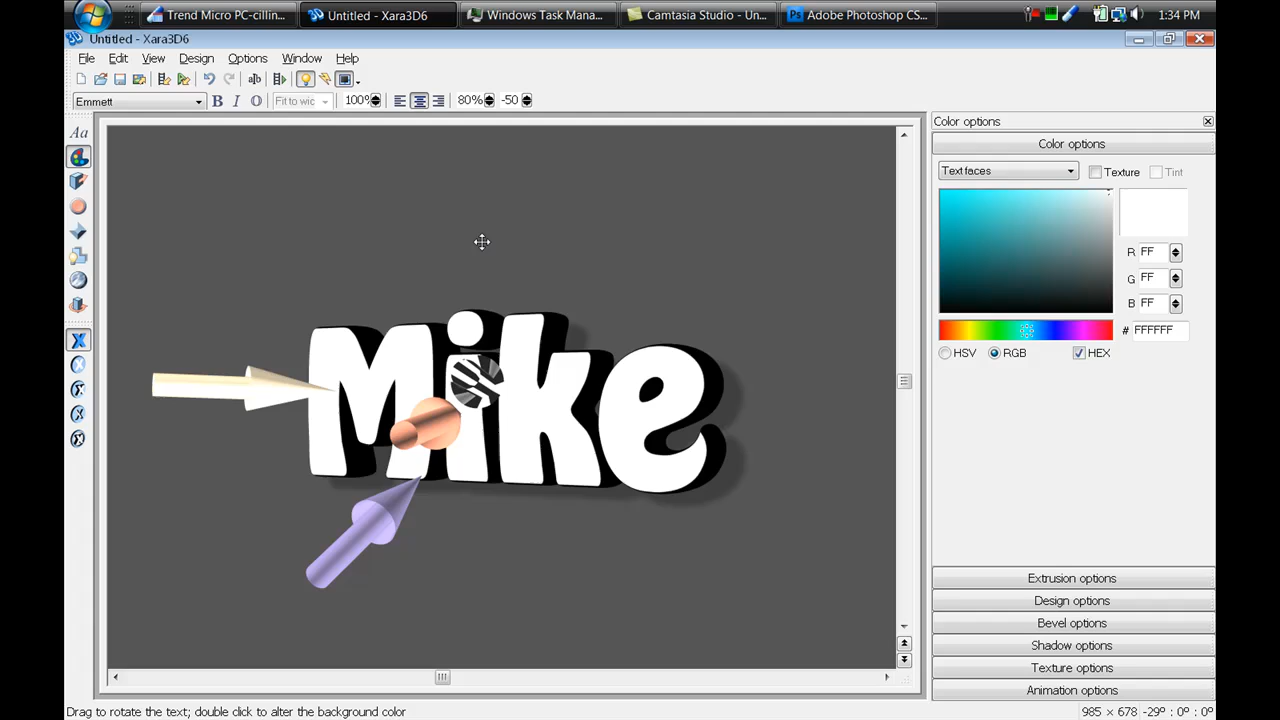 Trend Micro PC-cillin...
Untitled - Xara3D6
Windows Task Mana...
Camtasia Studio - Un...
Adobe Photoshop CS...
1:34 PM
Untitled - Xara3D6
File Edit View Design Options Window Help
Emmett B I O Fit to wic 100% 80% -50
Aa
Mike
Color options
Color options
Text faces Texture Tint
R FF
G FF
B FF
# FFFFFF
HSV RGB HEX
Extrusion options
Design options
Bevel options
Shadow options
Texture options
Animation options
Drag to rotate the text; double click to alter the background color
985 × 678 -29° : 0° : 0°